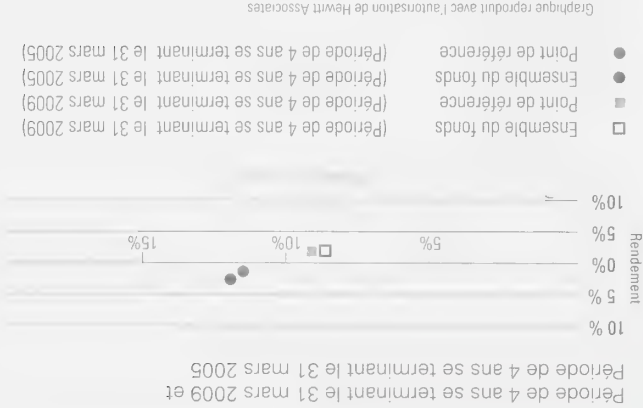 Période de 4 ans se terminant le 31 mars 2009 et
Période de 4 ans se terminant le 31 mars 2005
Rendement
10 %
5 %
0%
5%
10%
5%
10%
15%
Ensemble du fonds (Période de 4 ans se terminant le 31 mars 2009)
Point de référence (Période de 4 ans se terminant le 31 mars 2009)
Ensemble du fonds (Période de 4 ans se terminant le 31 mars 2005)
Point de référence (Période de 4 ans se terminant le 31 mars 2005)
Graphique reproduit avec l'autorisation de Hewitt Associates